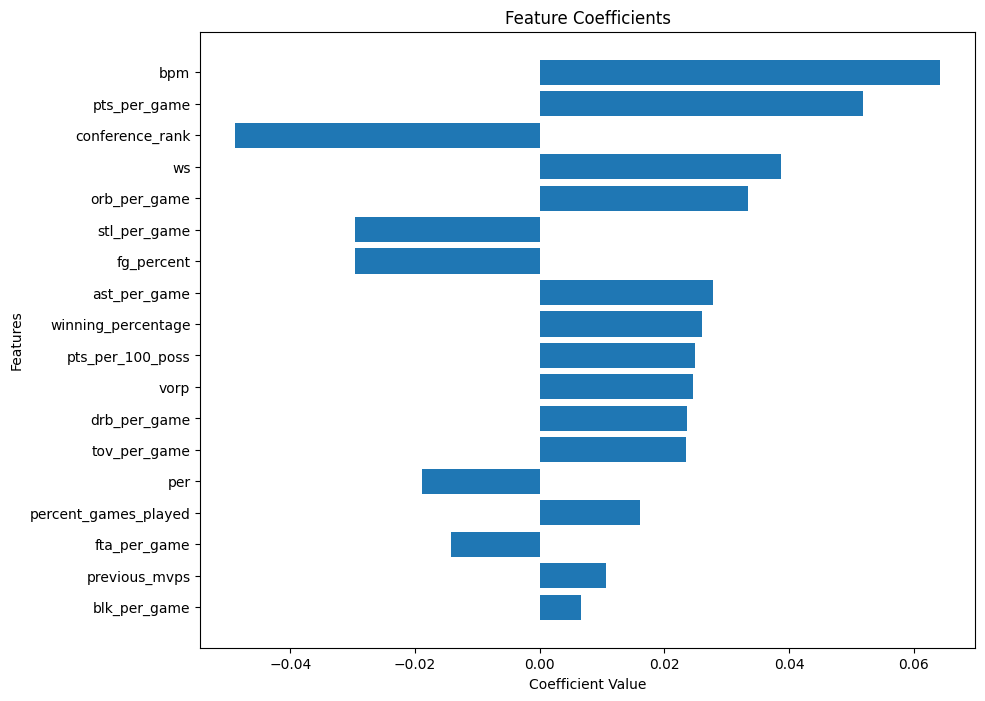 Feature Coefficients
bpm
pts_per_game
conference_rank
ws
orb_per_game
stl_per_game
fg_percent
ast_per_game
winning_percentage
pts_per_100_poss
vorp
drb_per_game
tov_per_game
per
percent_games_played
fta_per_game
previous_mvps
blk_per_game
Features
−0.04 −0.02 0.00 0.02 0.04 0.06
Coefficient Value